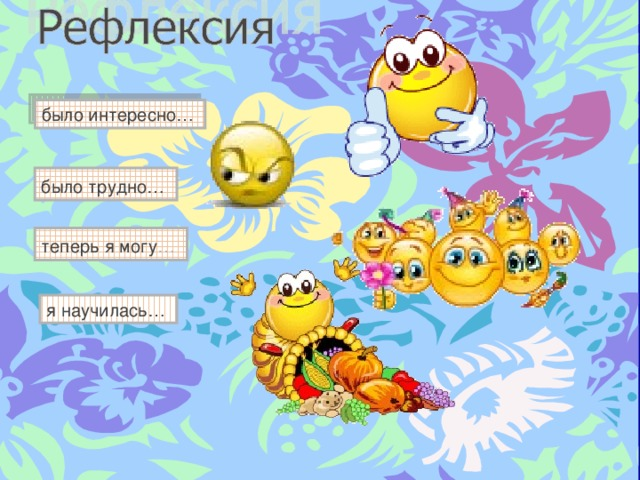 Рефлексия
было интересно…
было трудно…
теперь я могу
я научилась…